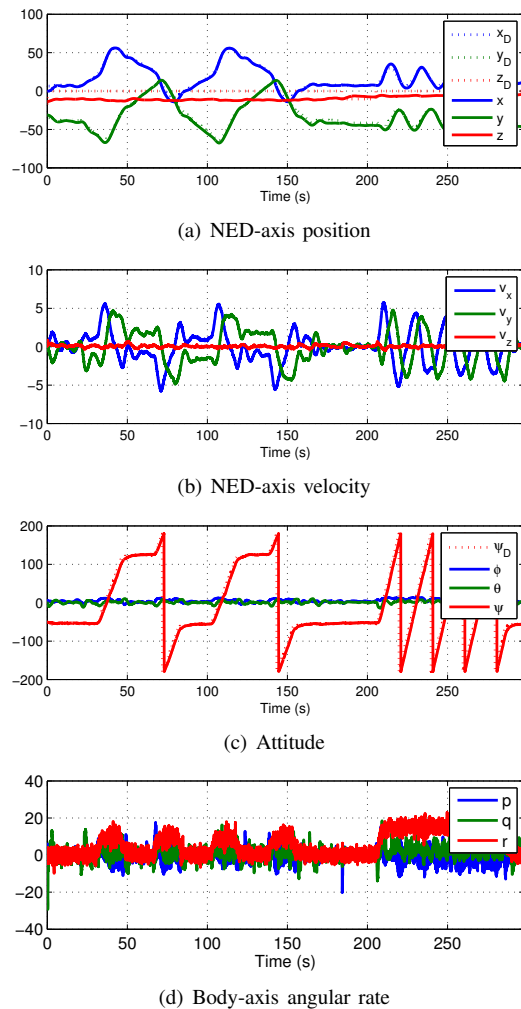 100
50
0
−50
−100
0
50
100
150
200
250
Time (s)
x_D
y_D
z_D
x
y
z
(a) NED-axis position
10
5
0
−5
−10
0
50
100
150
200
250
Time (s)
v_x
v_y
v_z
(b) NED-axis velocity
200
100
0
−100
−200
0
50
100
150
200
250
Time (s)
ψ_D
ϕ
θ
ψ
(c) Attitude
40
20
0
−20
−40
0
50
100
150
200
250
Time (s)
p
q
r
(d) Body-axis angular rate